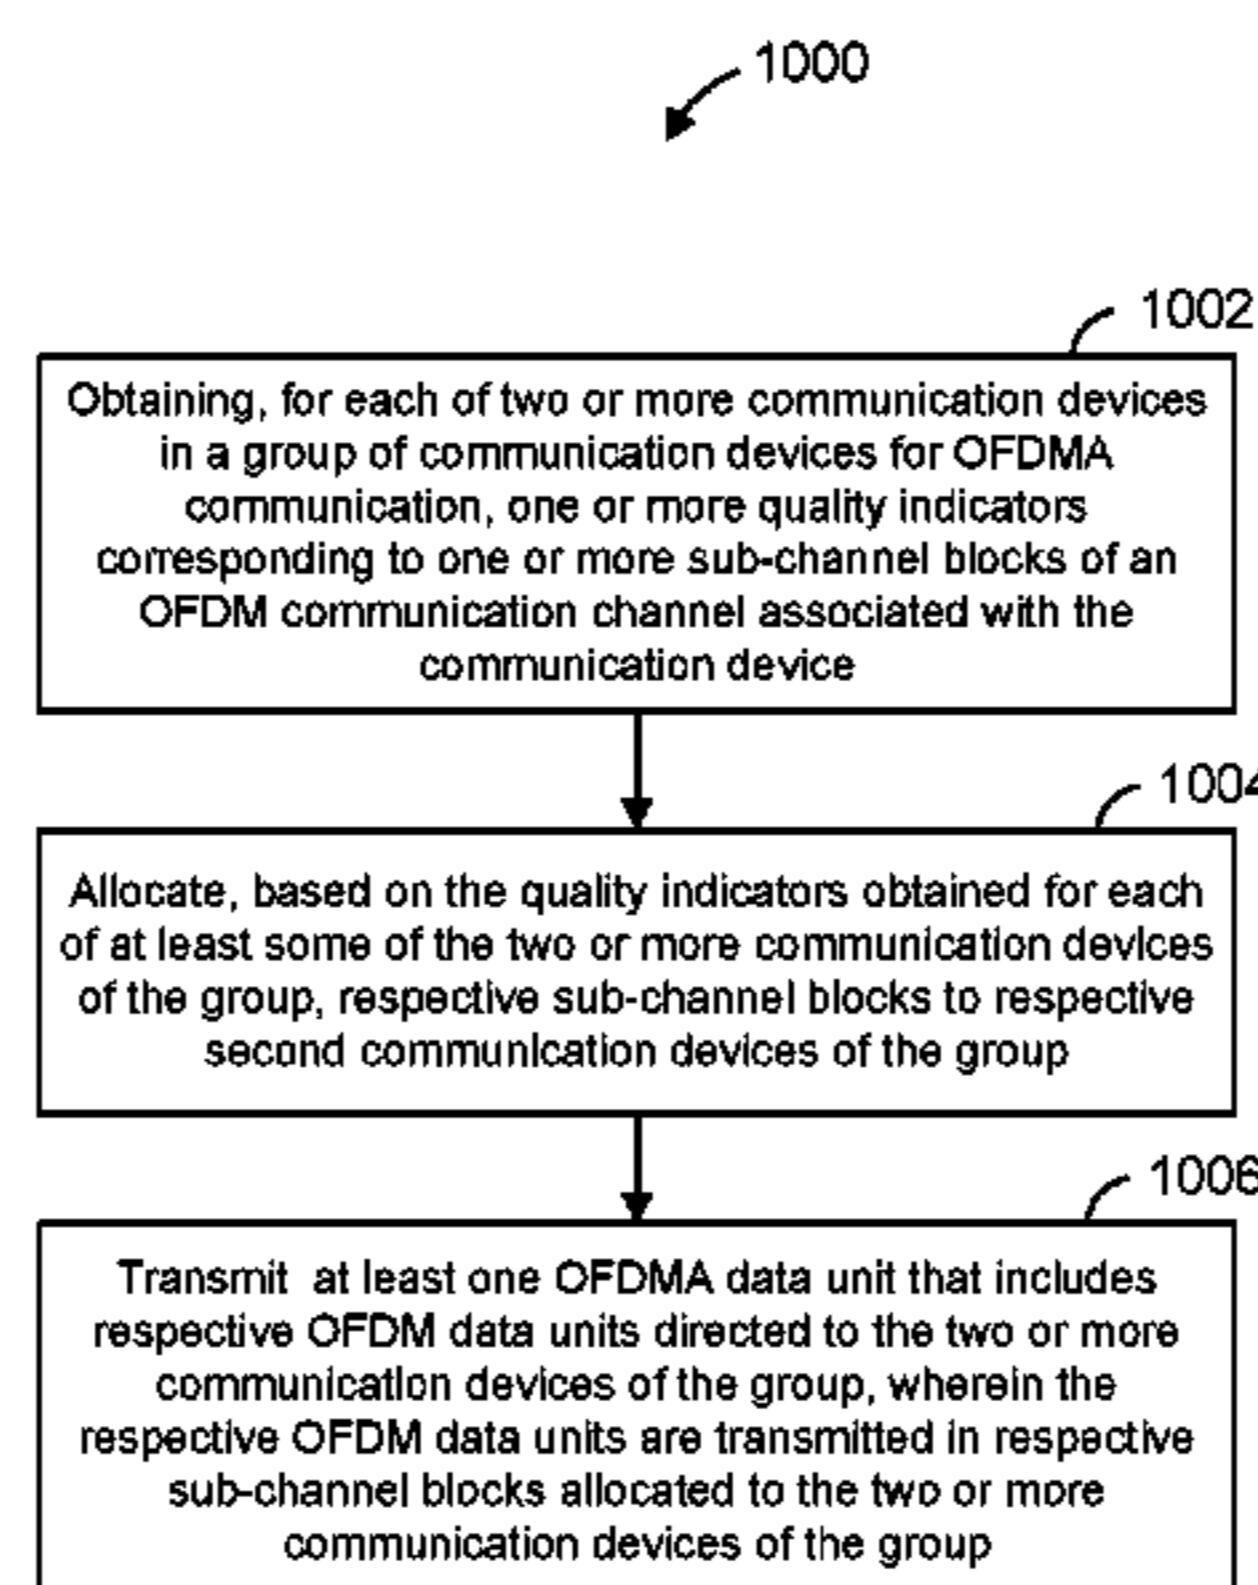 1000
1002
Obtaining, for each of two or more communication devices
in a group of communication devices for OFDMA
communication, one or more quality indicators
corresponding to one or more sub-channel blocks of an
OFDM communication channel associated with the
communication device
1004
Allocate, based on the quality indicators obtained for each
of at least some of the two or more communication devices
of the group, respective sub-channel blocks to respective
second communication devices of the group
1006
Transmit at least one OFDMA data unit that includes
respective OFDM data units directed to the two or more
communication devices of the group, wherein the
respective OFDM data units are transmitted in respective
sub-channel blocks allocated to the two or more
communication devices of the group